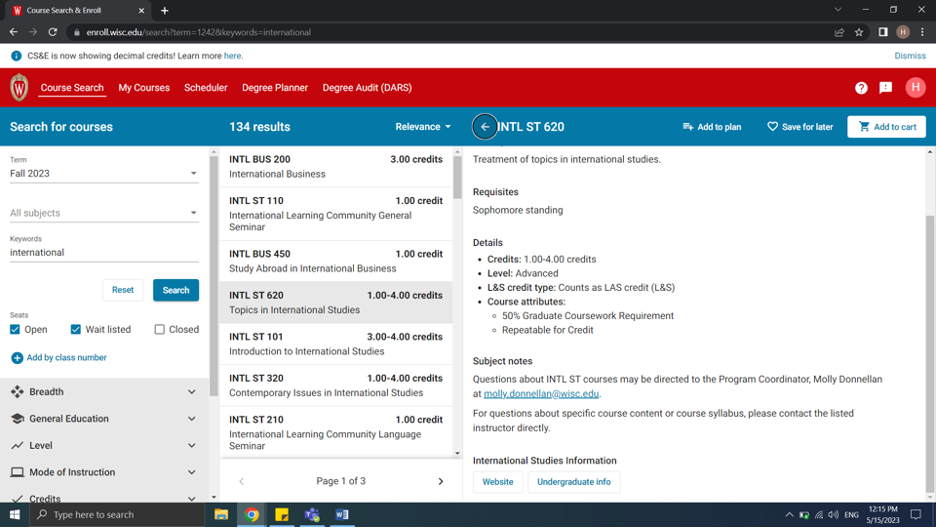 Course Search & Enroll
enroll.wisc.edu/search?term=1242&keywords=international
H
CS&E is now showing decimal credits! Learn more here.
Dismiss
W
Course Search
My Courses
Scheduler
Degree Planner
Degree Audit (DARS)
H
Search for courses
134 results
Relevance
INTL ST 620
Add to plan
Save for later
Add to cart
Term
Fall 2023
All subjects
Keywords
international
Reset
Search
Seats
Open
Wait listed
Closed
Add by class number
Breadth
General Education
Level
Mode of Instruction
Credits
INTL BUS 200 3.00 credits
International Business
INTL ST 110 1.00 credit
International Learning Community General
Seminar
INTL BUS 450 1.00 credit
Study Abroad in International Business
INTL ST 620 1.00-4.00 credits
Topics in International Studies
INTL ST 101 3.00-4.00 credits
Introduction to International Studies
INTL ST 320 1.00-4.00 credits
Contemporary Issues in International Studies
INTL ST 210 1.00 credit
International Learning Community Language
Seminar
Page 1 of 3
Treatment of topics in international studies.
Requisites
Sophomore standing
Details
Credits: 1.00-4.00 credits
Level: Advanced
L&S credit type: Counts as LAS credit (L&S)
Course attributes:
50% Graduate Coursework Requirement
Repeatable for Credit
Subject notes
Questions about INTL ST courses may be directed to the Program Coordinator, Molly Donnellan
at molly.donnellan@wisc.edu.
For questions about specific course content or course syllabus, please contact the listed
instructor directly.
International Studies Information
Website
Undergraduate info
Type here to search
ENG
12:15 PM
5/15/2023